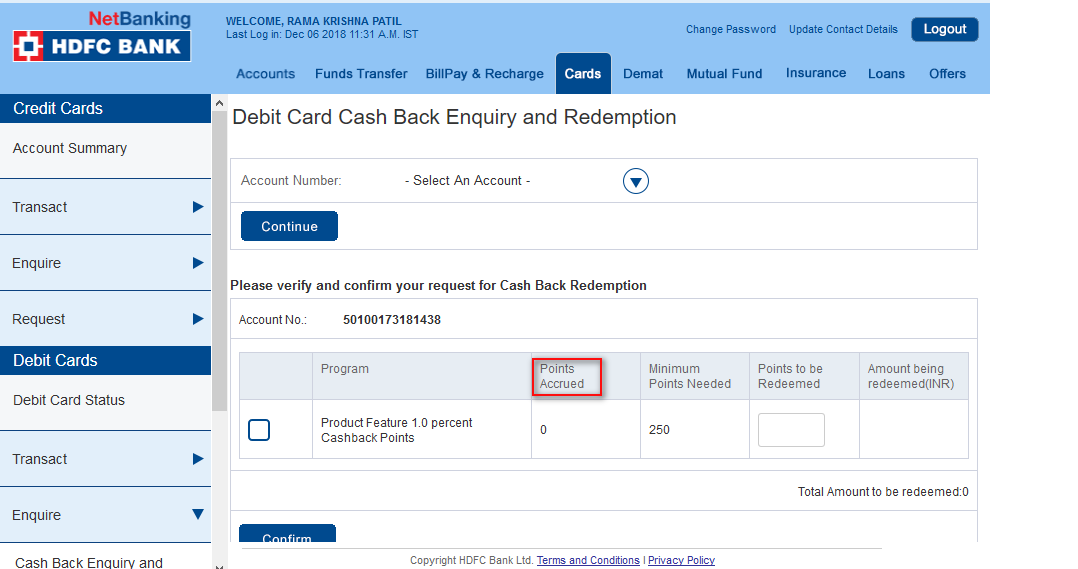 NetBanking
HDFC BANK
WELCOME, RAMA KRISHNA PATIL
Last Log in: Dec 06 2018 11:31 A.M. IST
Change Password Update Contact Details Logout
Accounts Funds Transfer BillPay & Recharge Cards Demat Mutual Fund Insurance Loans Offers
Credit Cards
Account Summary
Transact
Enquire
Request
Debit Cards
Debit Card Status
Transact
Enquire
Cash Back Enquiry and
Debit Card Cash Back Enquiry and Redemption
Account Number: - Select An Account -
Continue
Please verify and confirm your request for Cash Back Redemption
Account No.: 50100173181438
Program
Points
Accrued
Minimum
Points Needed
Points to be
Redeemed
Amount being
redeemed(INR)
Product Feature 1.0 percent
Cashback Points
0
250
Total Amount to be redeemed:0
Confirm
Copyright HDFC Bank Ltd. Terms and Conditions | Privacy Policy